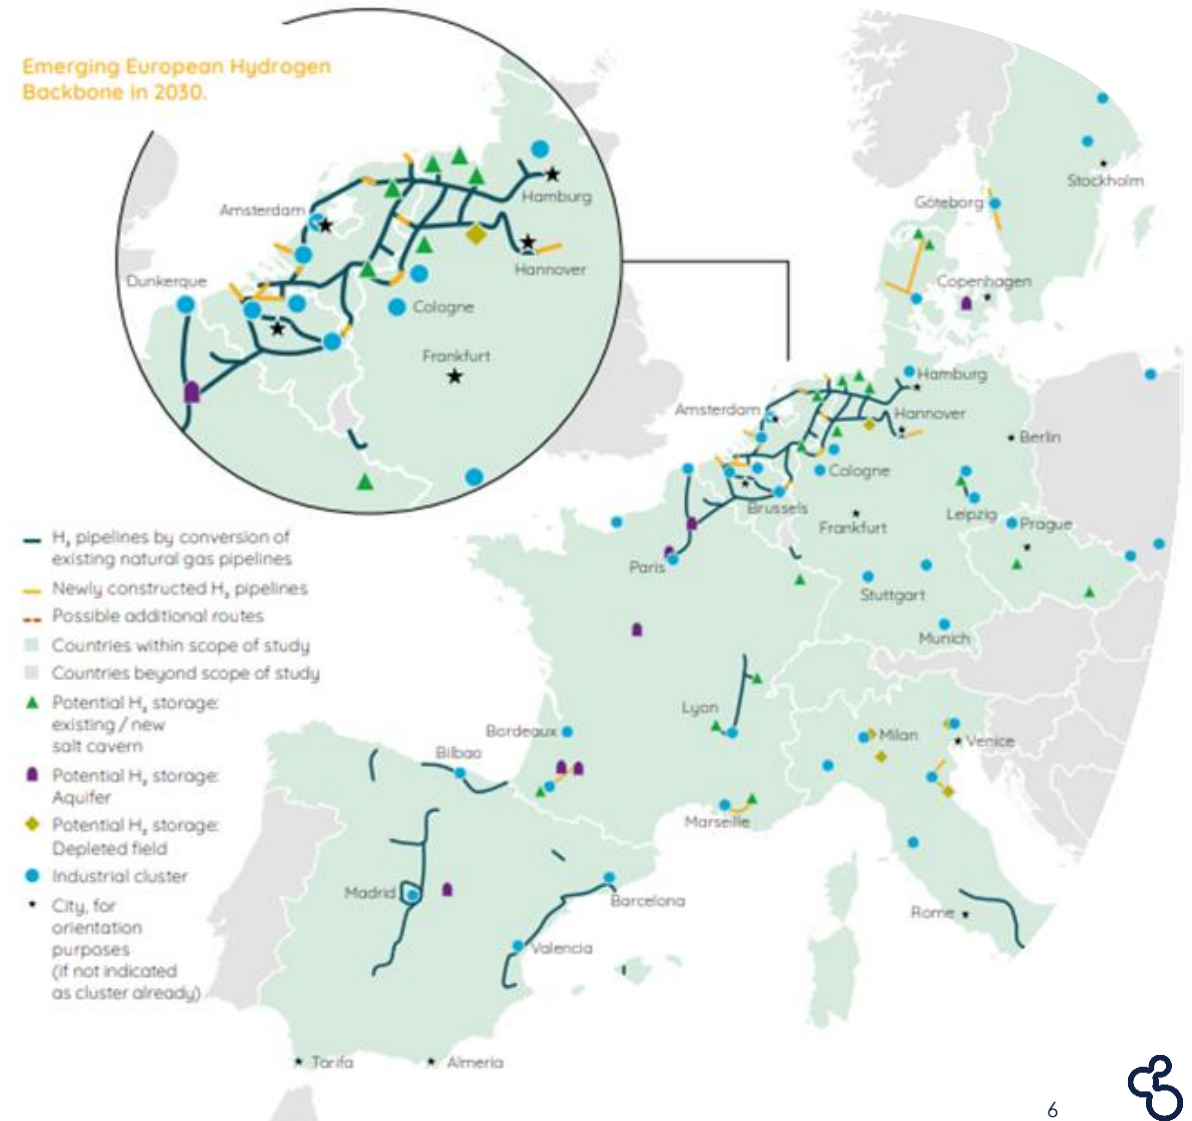 Emerging European Hydrogen
Backbone in 2030.
Amsterdam
Hamburg
Hannover
Dunkerque
Cologne
Frankfurt
Stockholm
Göteborg
Copenhagen
Hamburg
Amsterdam
Hannover
Berlin
Cologne
Brussels
Leipzig
Frankfurt
Prague
Paris
Stuttgart
Munich
Lyon
Bordeaux
Milan
Venice
Bilbao
Marseille
Madrid
Barcelona
Rome
Valencia
Tarifa
Almeria
H₂ pipelines by conversion of
existing natural gas pipelines
Newly constructed H₂ pipelines
Possible additional routes
Countries within scope of study
Countries beyond scope of study
Potential H₂ storage:
existing / new
salt cavern
Potential H₂ storage:
Aquifer
Potential H₂ storage:
Depleted field
Industrial cluster
City, for
orientation
purposes
(if not indicated
as cluster already)
6